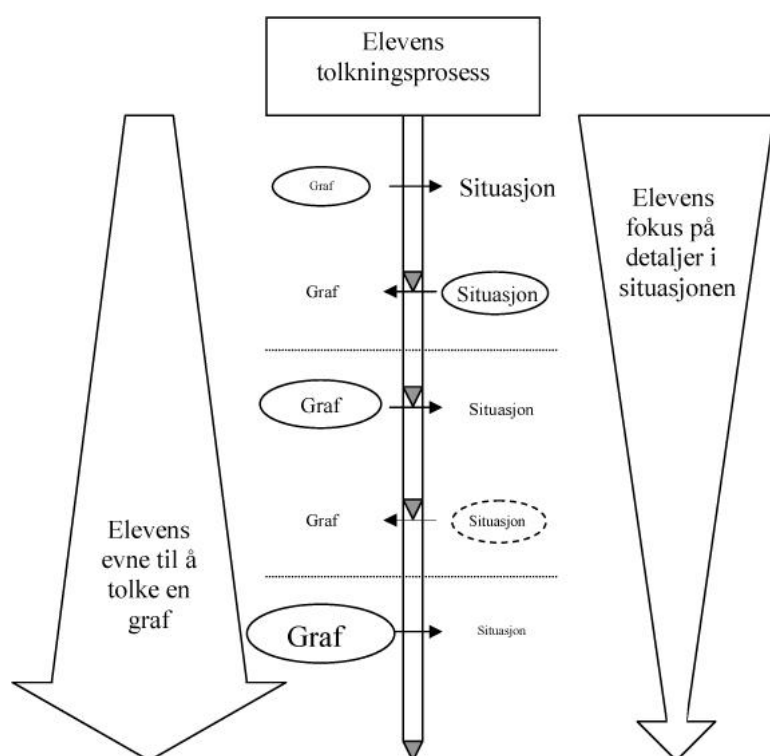 Elevens
tolkningsprosess
Graf
Situasjon
Graf
Situasjon
Graf
Situasjon
Graf
Situasjon
Graf
Situasjon
Elevens
evne til å
tolke en
graf
Elevens
fokus på
detaljer i
situasjonen